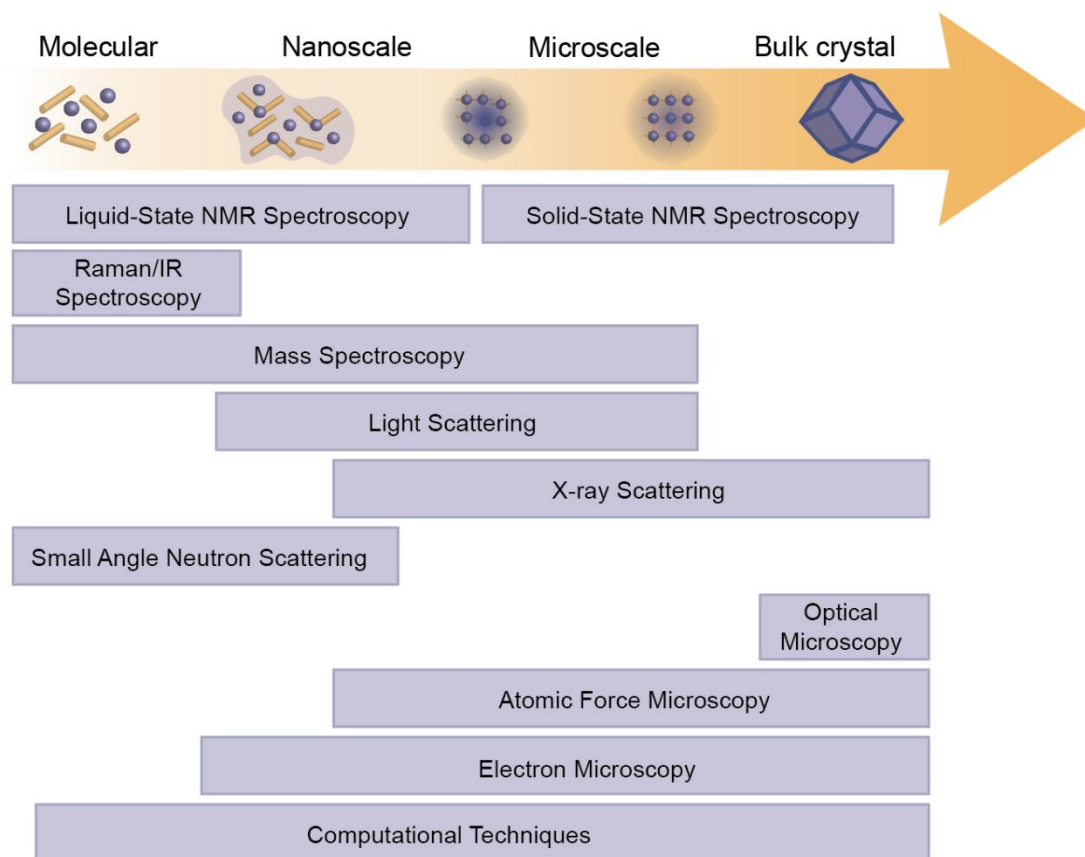 Molecular Nanoscale Microscale Bulk crystal
Liquid-State NMR Spectroscopy Solid-State NMR Spectroscopy
Raman/IR
Spectroscopy
Mass Spectroscopy
Light Scattering
X-ray Scattering
Small Angle Neutron Scattering
Optical
Microscopy
Atomic Force Microscopy
Electron Microscopy
Computational Techniques